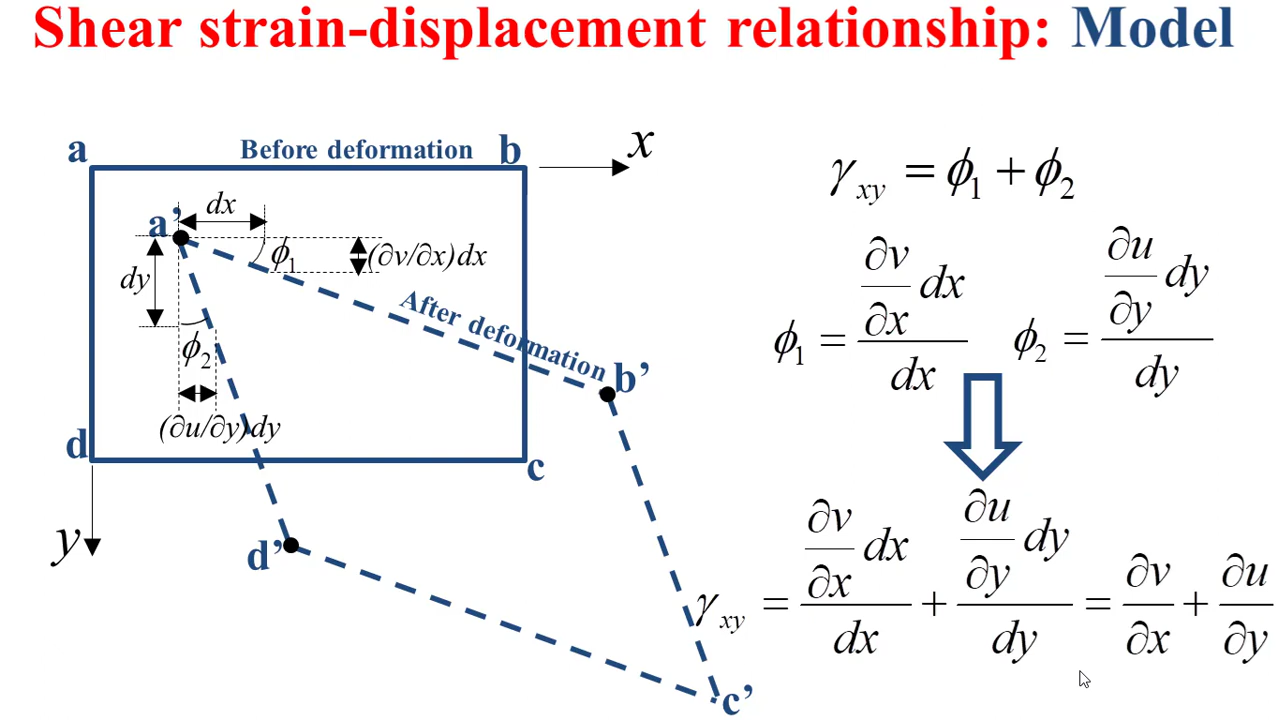 Shear strain-displacement relationship: Model
a
Before deformation
b
x
a’
dx
ϕ₁
(∂v/∂x)dx
dy
ϕ₂
(∂u/∂y)dy
After deformation
b’
d
c
y
d’
c’
γxy = ϕ₁ + ϕ₂
ϕ₁ = (∂v/∂x dx)/dx
ϕ₂ = (∂u/∂y dy)/dy
γxy = (∂v/∂x dx)/dx + (∂u/∂y dy)/dy = ∂v/∂x + ∂u/∂y